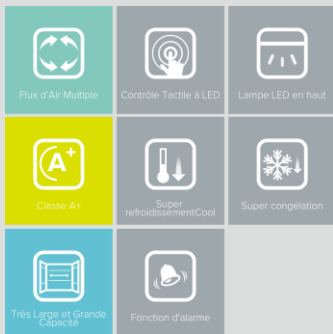 Flux d'Air Multiple
Contrôle Tactile à LED
Lampe LED en haut
A+
Classe A+
Super
refroidissementCool
Super congélation
Très Large et Grande
Capacité
Fonction d'alarme